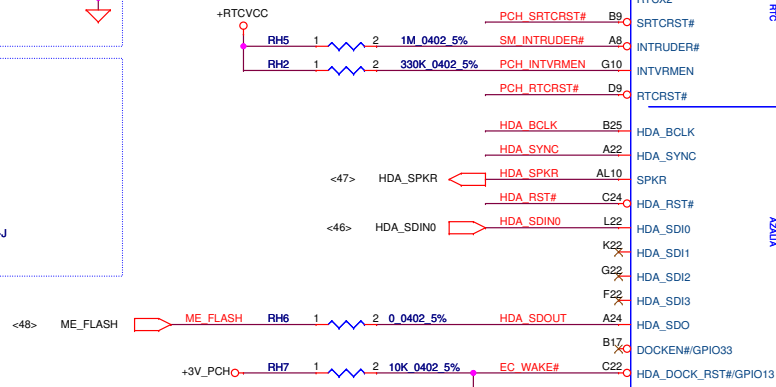 RTCX2
+RTCVCC
PCH_SRTCRST# B9 SRTCRST#
RTC
RH5 1 2 1M_0402_5% SM_INTRUDER# A8 INTRUDER#
RH2 1 2 330K_0402_5% PCH_INTVRMEN G10 INTVRMEN
PCH_RTCRST# D9 RTCRST#
HDA_BCLK B25 HDA_BCLK
HDA_SYNC A22 HDA_SYNC
<47> HDA_SPKR HDA_SPKR AL10 SPKR
HDA_RST# C24 HDA_RST#
<46> HDA_SDIN0 HDA_SDIN0 L22 HDA_SDI0
J
AZALIA
K22 HDA_SDI1
G22 HDA_SDI2
F22 HDA_SDI3
<48> ME_FLASH ME_FLASH RH6 1 2 0_0402_5% HDA_SDOUT A24 HDA_SDO
B17 DOCKEN#/GPIO33
+3V_PCH RH7 1 2 10K_0402_5% EC_WAKE# C22 HDA_DOCK_RST#/GPIO13